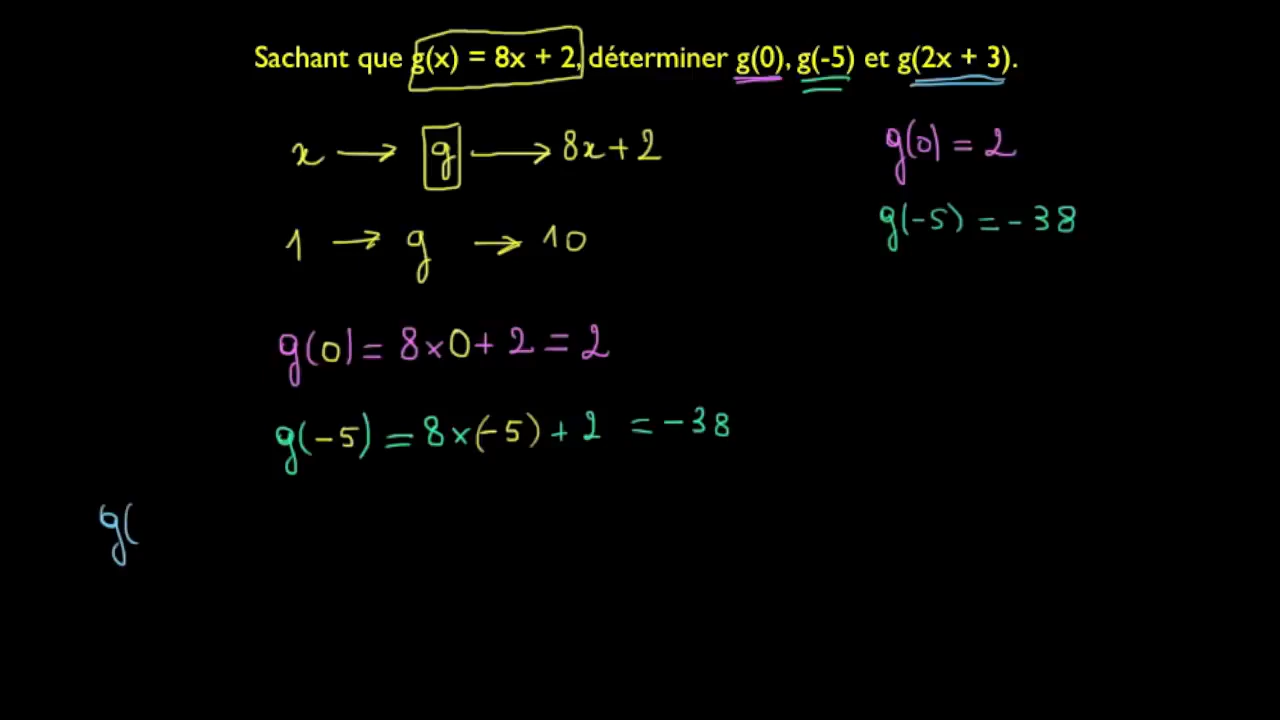 Sachant que g(x) = 8x + 2, déterminer g(0), g(-5) et g(2x + 3).
x → g → 8x + 2
g(0) = 2
g(-5) = - 38
1 → g → 10
g(0) = 8 × 0 + 2 = 2
g(-5) = 8 × (-5) + 2 = - 38
g(